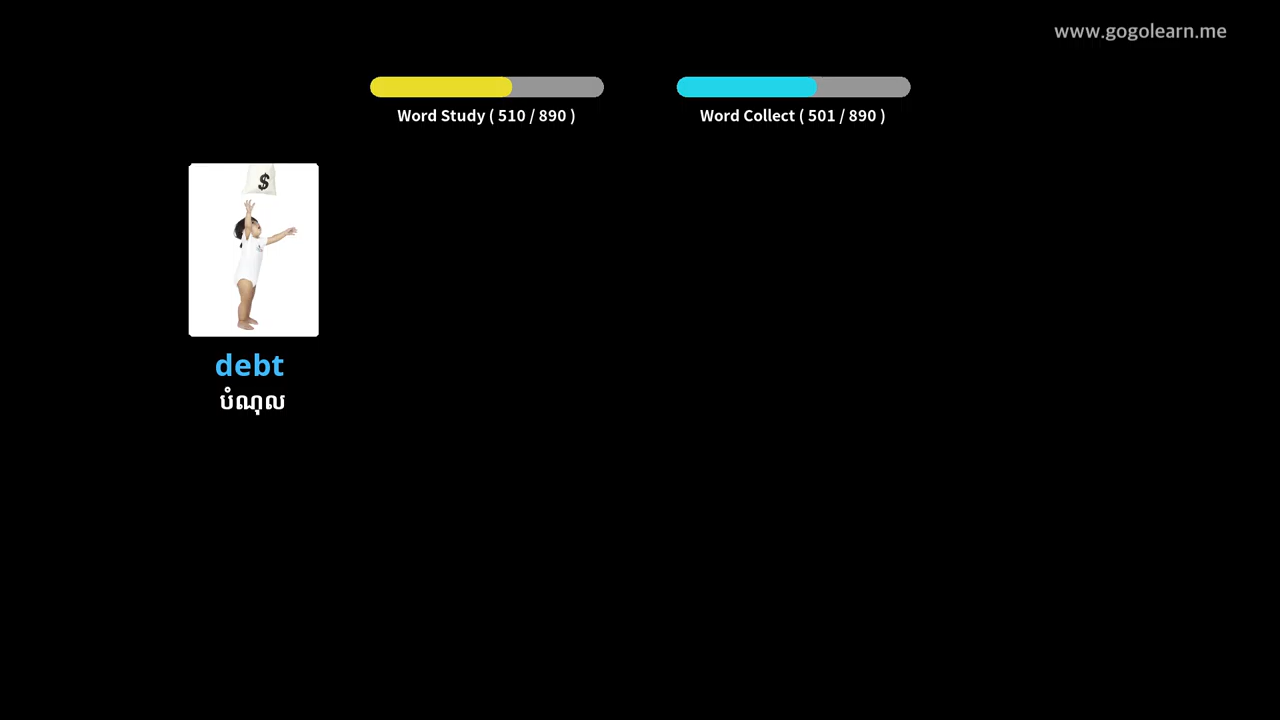 www.gogolearn.me
Word Study ( 510 / 890 )
Word Collect ( 501 / 890 )
$
debt
បំណុល